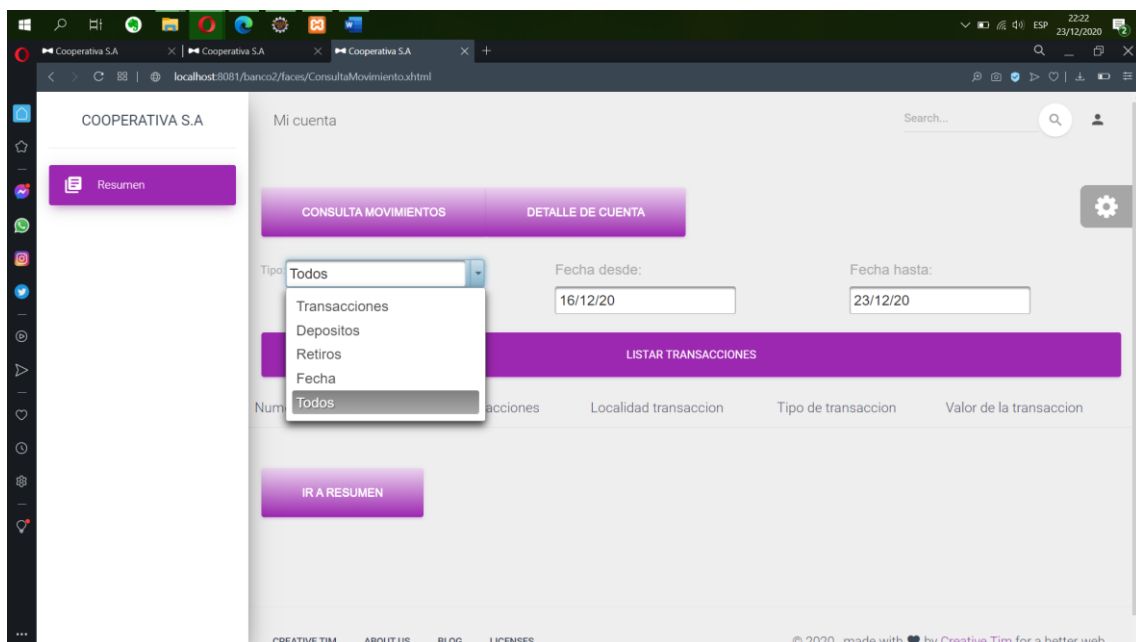 ESP
22:22
23/12/2020
2
Cooperativa S.A
Cooperativa S.A
Cooperativa S.A
localhost:8081/banco2/faces/ConsultaMovimiento.xhtml
COOPERATIVA S.A
Mi cuenta
Search...
Resumen
CONSULTA MOVIMIENTOS
DETALLE DE CUENTA
Tipo:
Todos
Fecha desde:
Fecha hasta:
16/12/20
23/12/20
Transacciones
Depositos
Retiros
Fecha
Todos
LISTAR TRANSACCIONES
Num
acciones
Localidad transaccion
Tipo de transaccion
Valor de la transaccion
IR A RESUMEN
CREATIVE TIM
ABOUT US
BLOG
LICENSES
© 2020, made with by Creative Tim for a better web.